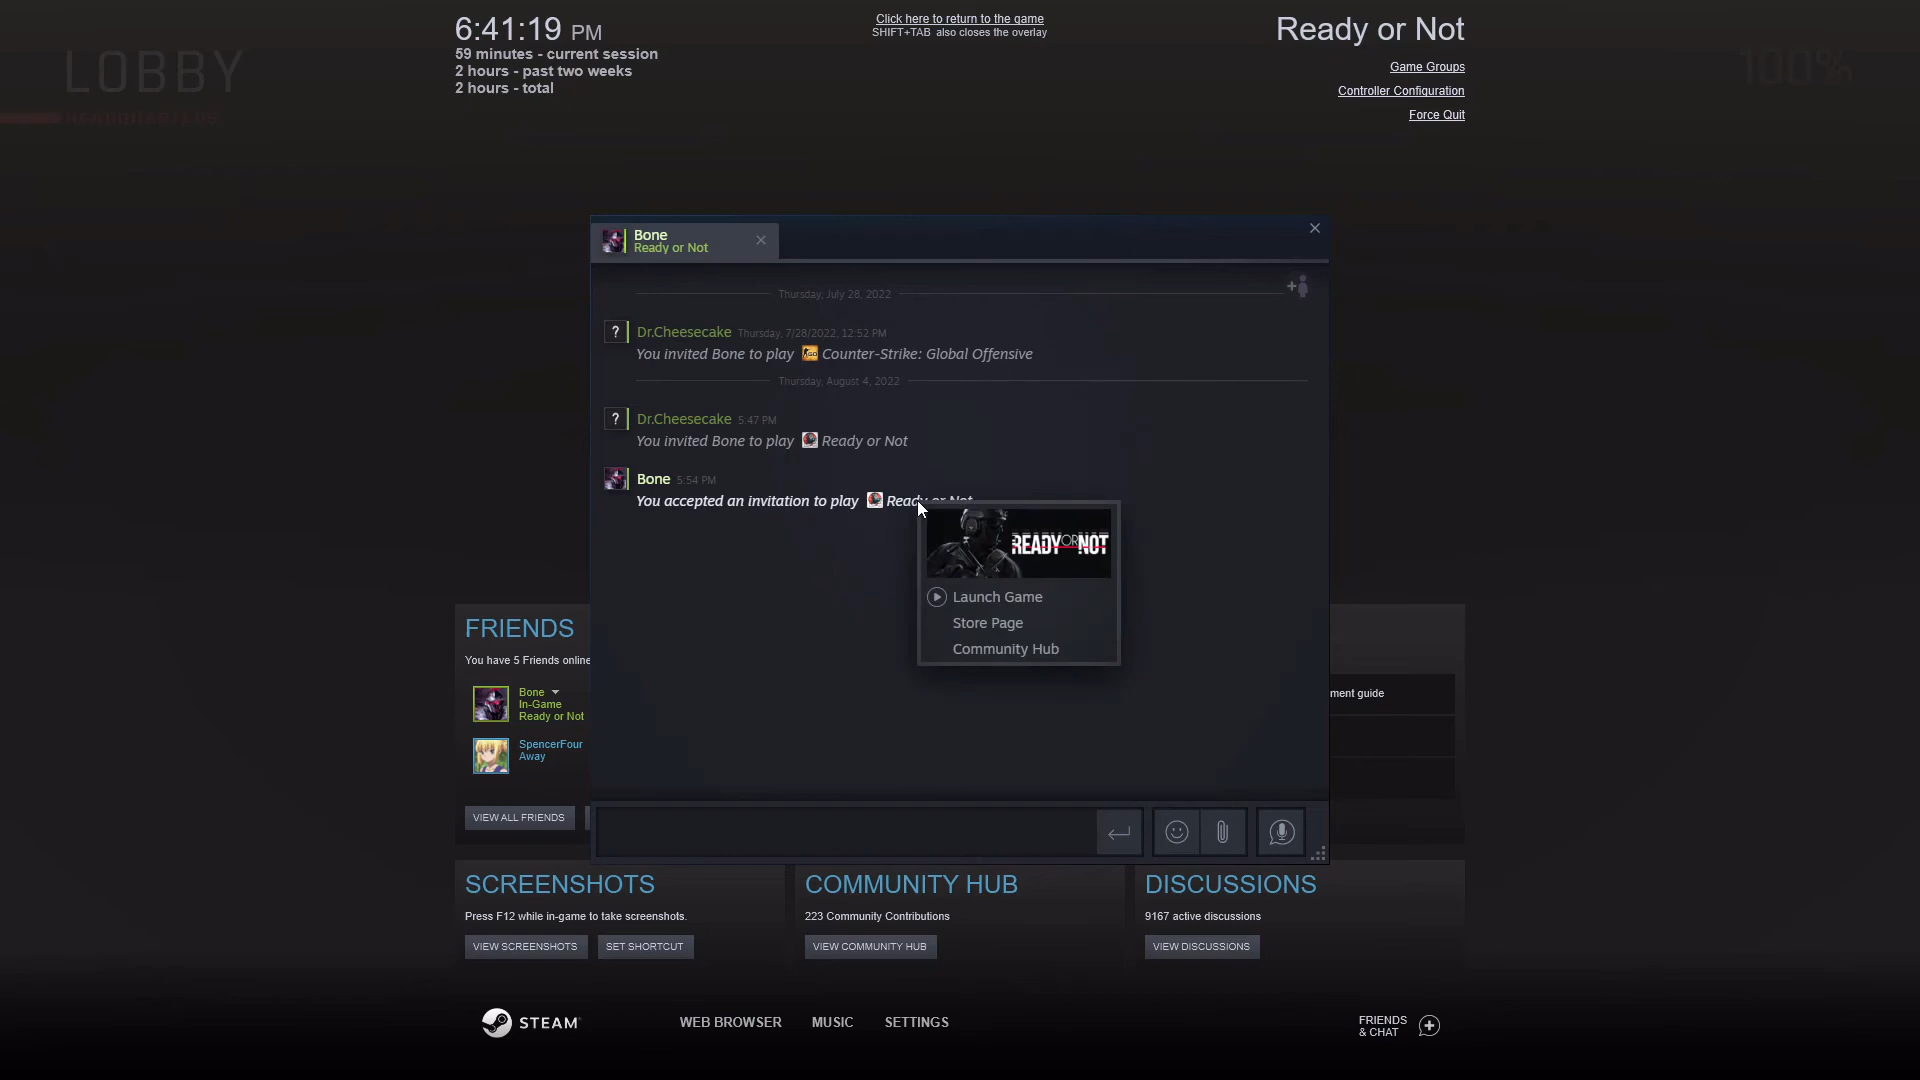 6:41:19 PM
59 minutes - current session
2 hours - past two weeks
2 hours - total
Click here to return to the game
SHIFT+TAB also closes the overlay
Ready or Not
Game Groups
Controller Configuration
Force Quit
LOBBY
HEADQUARTERS
100%
Bone
Ready or Not
Thursday, July 28, 2022
? Dr.Cheesecake Thursday, 7/28/2022, 12:52 PM
You invited Bone to play GO Counter-Strike: Global Offensive
Thursday, August 4, 2022
? Dr.Cheesecake 5:47 PM
You invited Bone to play Ready or Not
Bone 5:54 PM
You accepted an invitation to play Ready or Not
READY OR NOT
Launch Game
Store Page
Community Hub
FRIENDS
You have 5 Friends online
Bone
In-Game
Ready or Not
SpencerFour
Away
VIEW ALL FRIENDS
ment guide
SCREENSHOTS
Press F12 while in-game to take screenshots.
VIEW SCREENSHOTS
SET SHORTCUT
COMMUNITY HUB
223 Community Contributions
VIEW COMMUNITY HUB
DISCUSSIONS
9167 active discussions
VIEW DISCUSSIONS
STEAM
WEB BROWSER
MUSIC
SETTINGS
FRIENDS
& CHAT